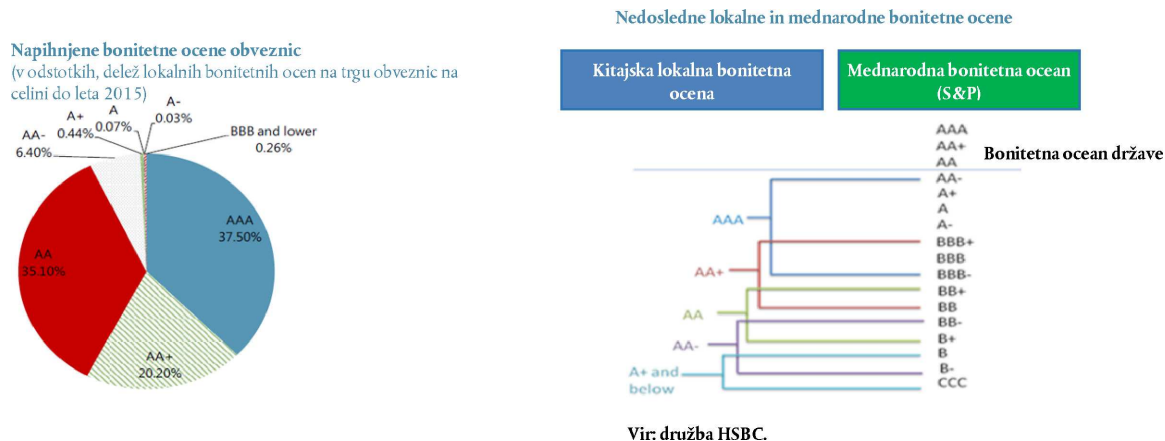 Napihnjene bonitetne ocene obveznic
(v odstotkih, delež lokalnih bonitetnih ocen na trgu obveznic na
celini do leta 2015)
A-
0.03%
A
0.07%
A+
0.44%
AA-
6.40%
BBB and lower
0.26%
AAA
37.50%
AA
35.10%
AA+
20.20%
Nedosledne lokalne in mednarodne bonitetne ocene
Kitajska lokalna bonitetna
ocena
Mednarodna bonitetna ocean
(S&P)
AAA
AA+
AA
Bonitetna ocean države
AA-
A+
A
A-
BBB+
BBB
BBB-
BB+
BB
BB-
B+
B
B-
CCC
AAA
AA+
AA
AA-
A+ and
below
Vir: družba HSBC.